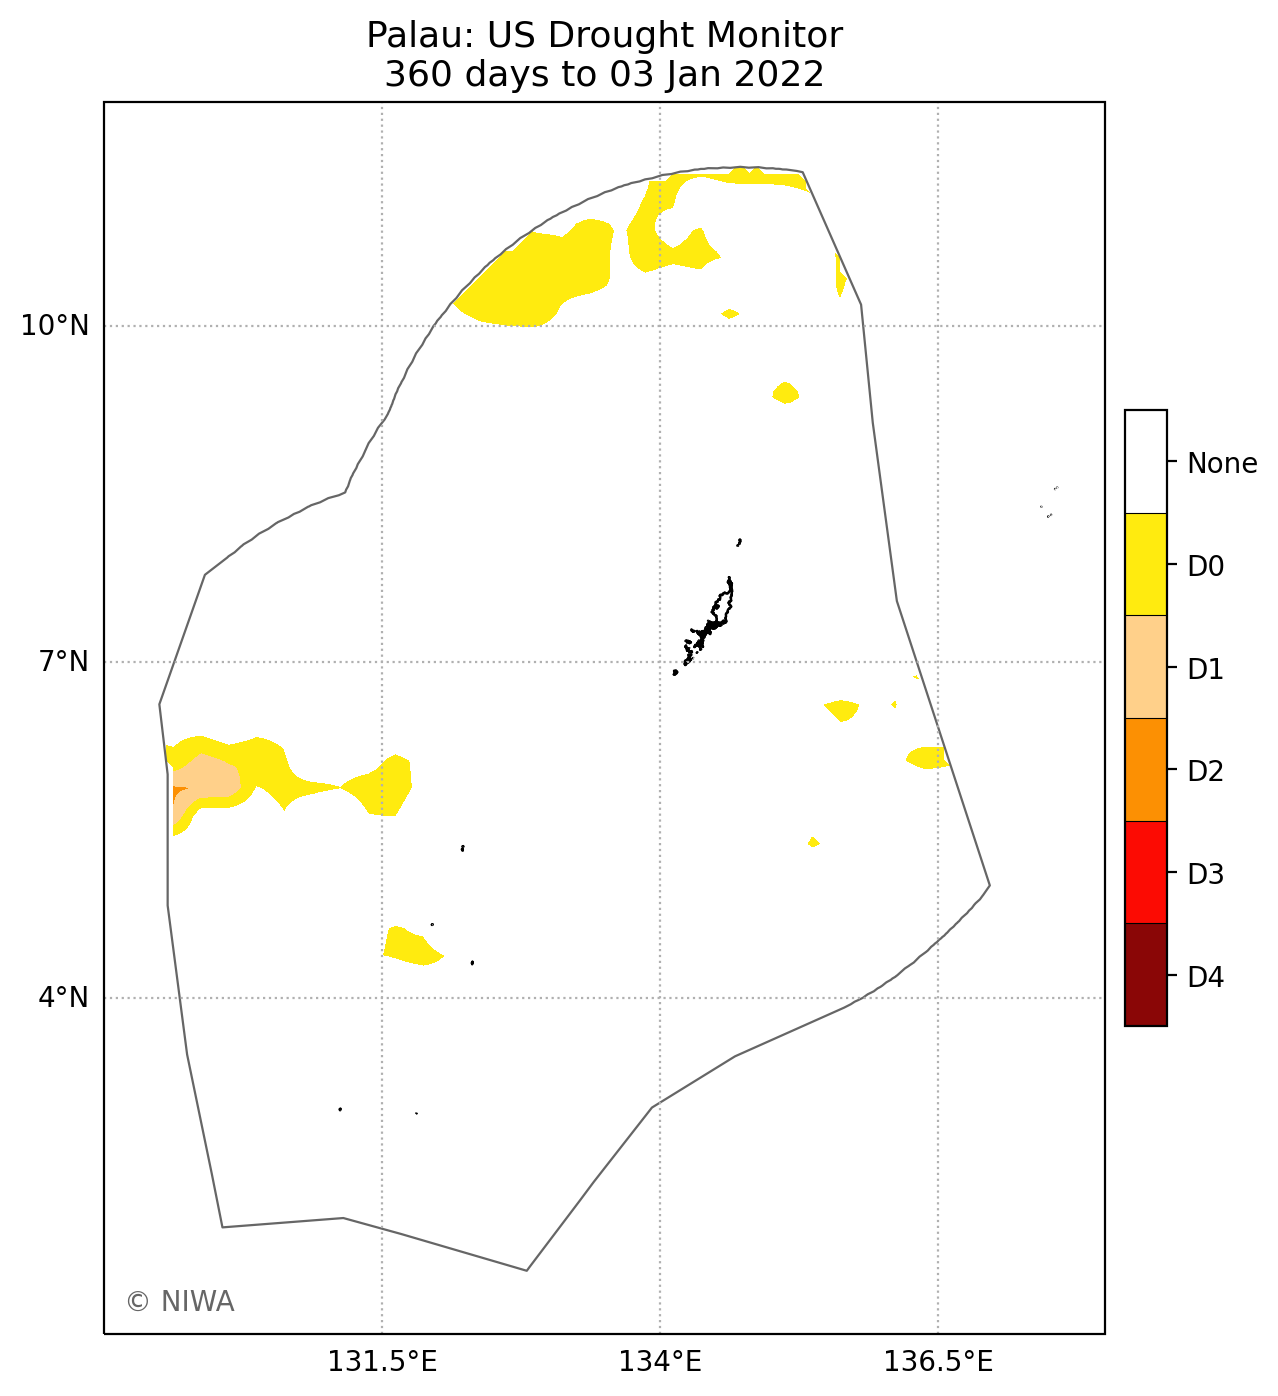 Palau: US Drought Monitor
360 days to 03 Jan 2022
10°N
7°N
4°N
131.5°E
134°E
136.5°E
None
D0
D1
D2
D3
D4
© NIWA